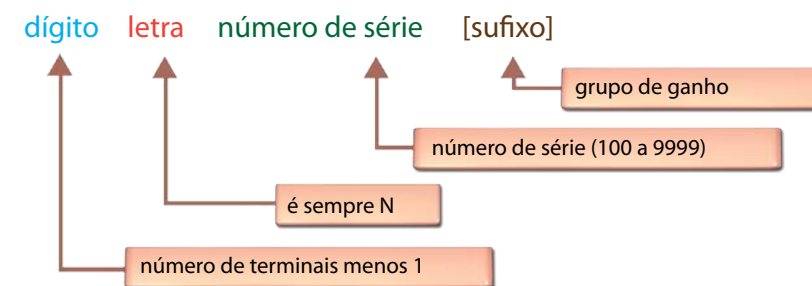 dígito letra número de série [sufixo]
grupo de ganho
número de série (100 a 9999)
é sempre N
número de terminais menos 1